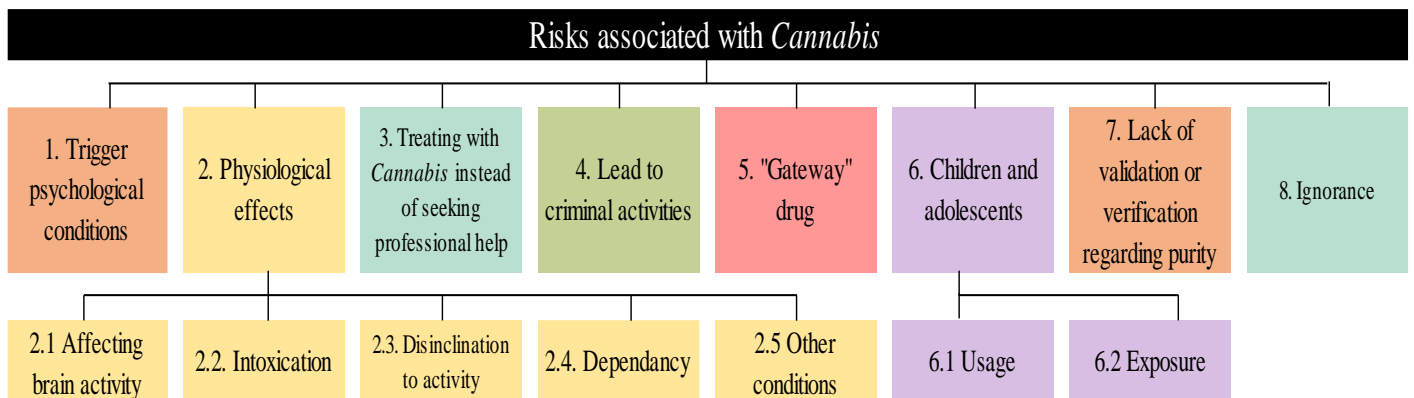 Risks associated with Cannabis
1. Trigger
psychological
conditions
2. Physiological
effects
3. Treating with
Cannabis instead
of seeking
professional help
4. Lead to
criminal activities
5. "Gateway"
drug
6. Children and
adolescents
7. Lack of
validation or
verification
regarding purity
8. Ignorance
2.1 Affecting
brain activity
2.2. Intoxication
2.3. Disinclination
to activity
2.4. Dependancy
2.5 Other
conditions
6.1 Usage
6.2 Exposure